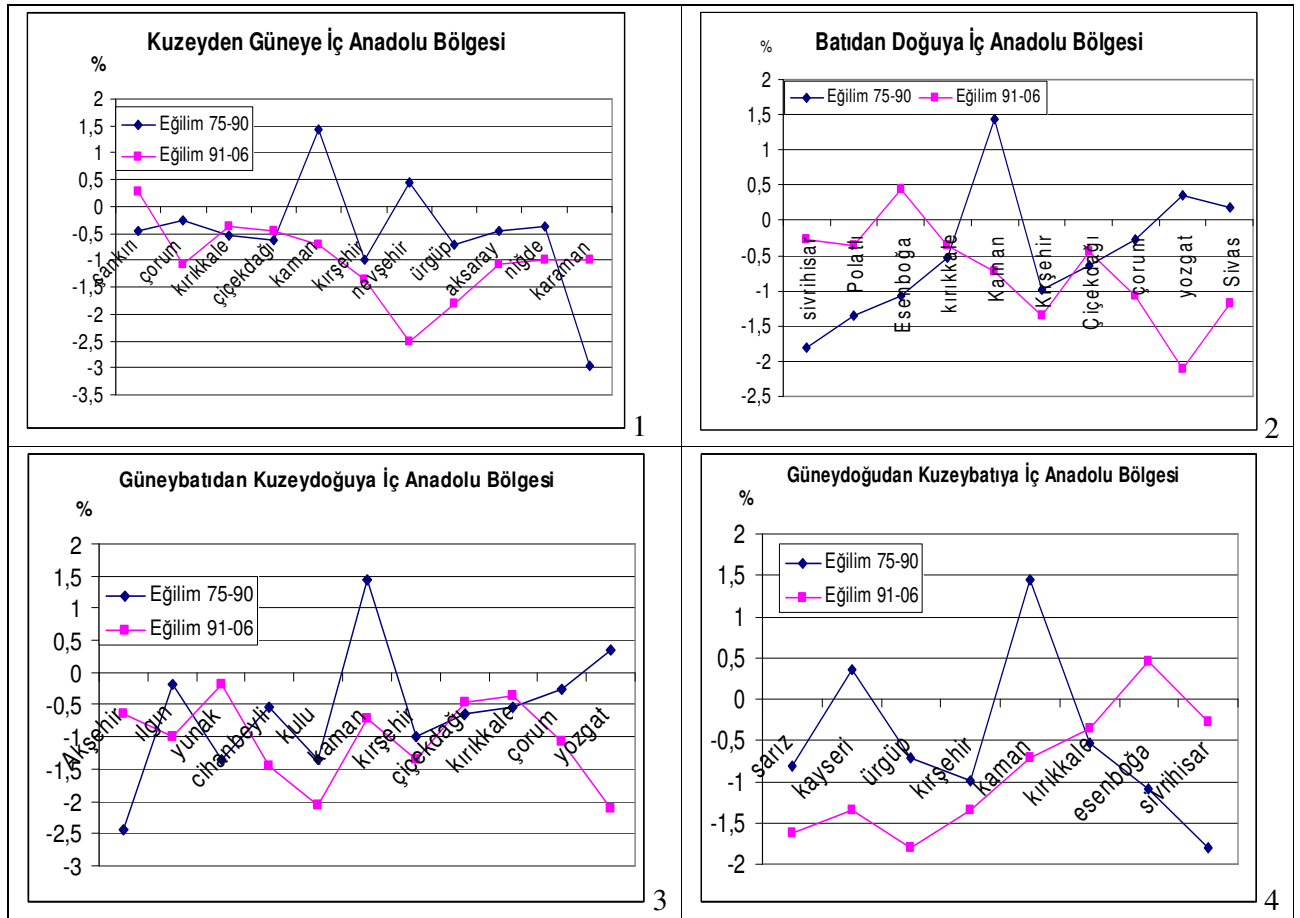 Kuzeyden Güneye İç Anadolu Bölgesi
%
2
1,5
1
0,5
0
-0,5
-1
-1,5
-2
-2,5
-3
-3,5
Eğilim 75-90
Eğilim 91-06
şankırı
çorum
kırıkkale
çiçekdağı
kaman
kırşehir
nevşehir
ürgüp
aksaray
niğde
karaman
1
Batıdan Doğuya İç Anadolu Bölgesi
%
2
1,5
1
0,5
0
-0,5
-1
-1,5
-2
-2,5
Eğilim 75-90 Eğilim 91-06
sivrihisar
Polatlı
Esenboğa
kırıkkale
Kaman
Kırşehir
Çiçekdağı
çorum
yozgat
Sivas
2
Güneybatıdan Kuzeydoğuya İç Anadolu Bölgesi
%
2
1,5
1
0,5
0
-0,5
-1
-1,5
-2
-2,5
-3
Eğilim 75-90
Eğilim 91-06
Akşehir
ılgın
yunak
cihanbeyli
kulu
kaman
kırşehir
çiçekdağı
kırıkkale
çorum
yozgat
3
Güneydoğudan Kuzeybatıya İç Anadolu Bölgesi
%
2
1,5
1
0,5
0
-0,5
-1
-1,5
-2
Eğilim 75-90
Eğilim 91-06
sarız
kayseri
ürgüp
kırşehir
kaman
kırıkkale
esenboğa
sivrihisar
4